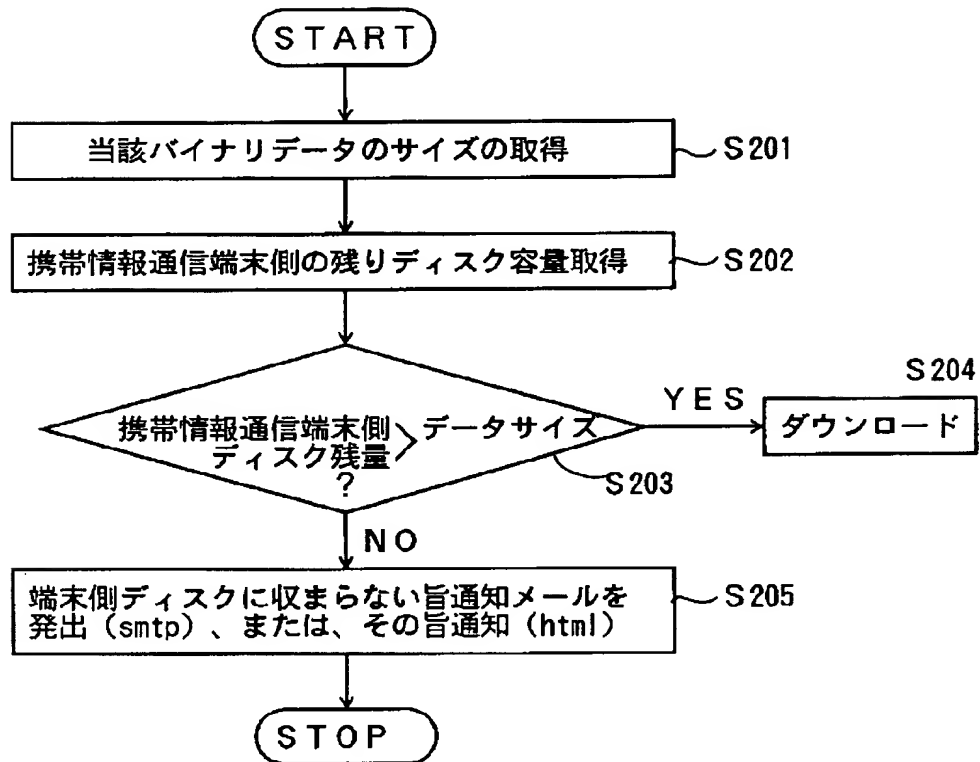 START
当該バイナリデータのサイズの取得
S201
携帯情報通信端末側の残りディスク容量取得
S202
携帯情報通信端末側
ディスク残量
>データサイズ
?
S203
YES
S204
ダウンロード
NO
端末側ディスクに収まらない旨通知メールを
発出(smtp)、または、その旨通知(html)
S205
STOP